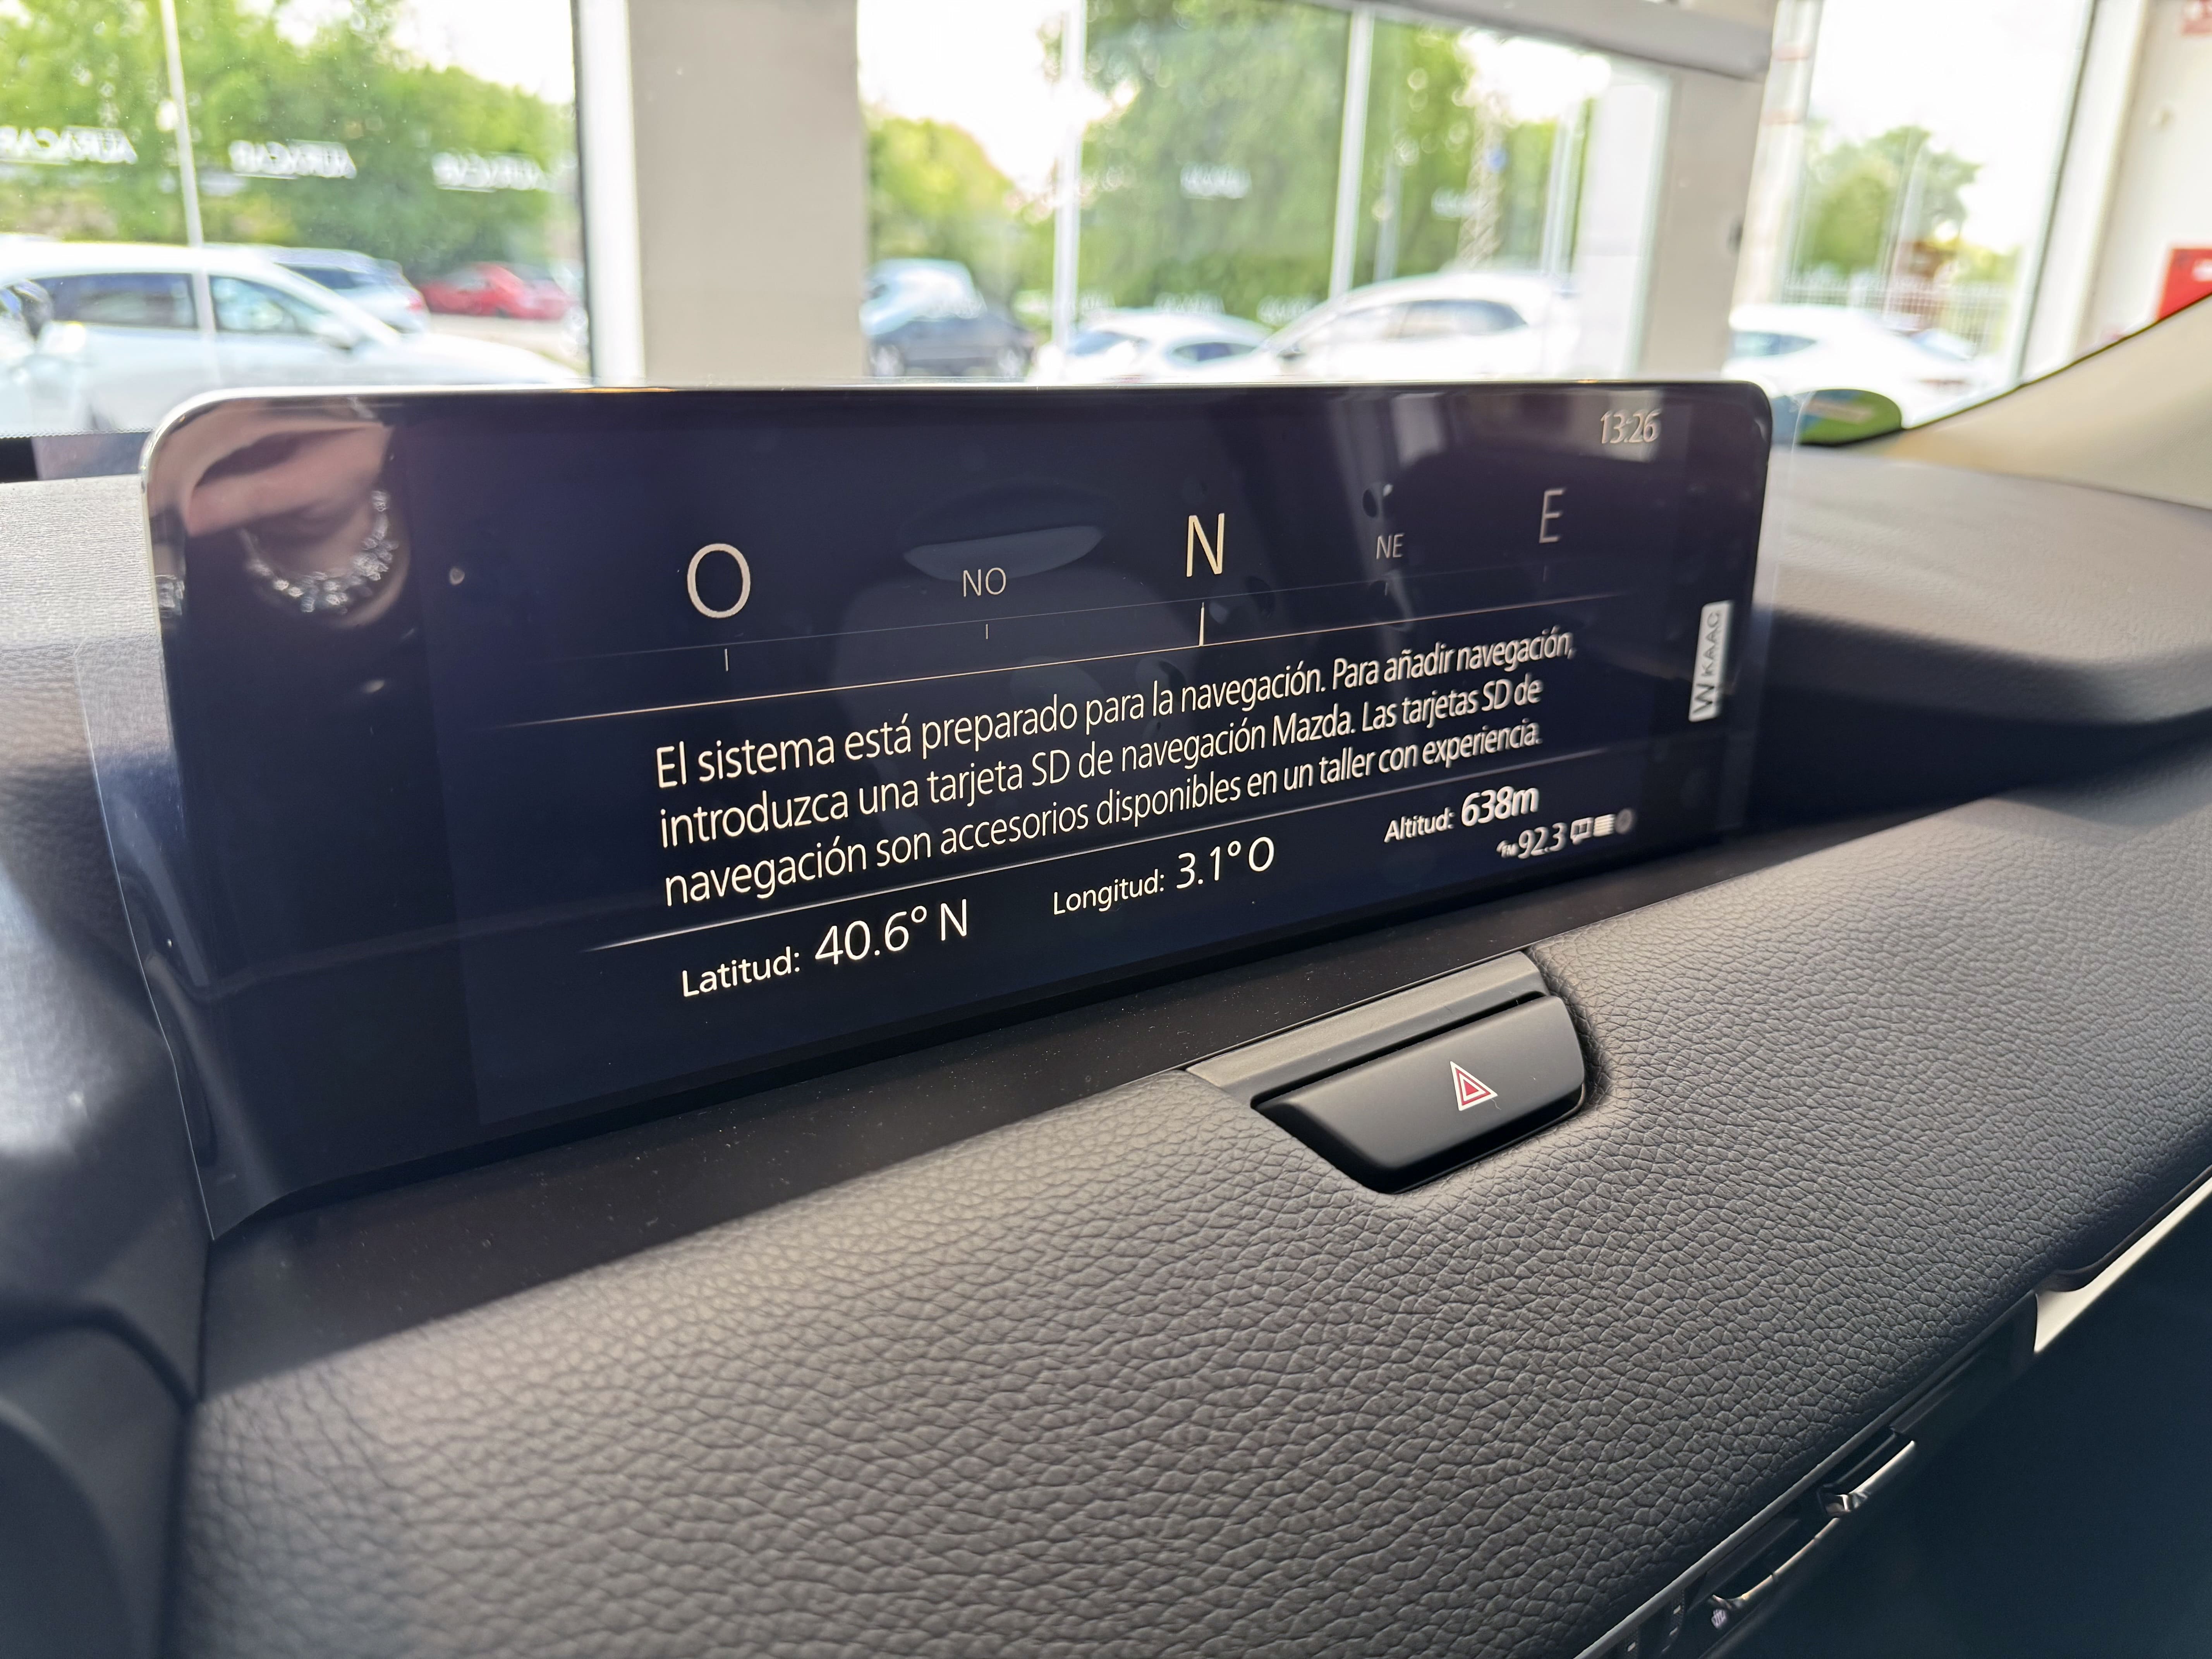 13:26
O NO N NE E
El sistema está preparado para la navegación. Para añadir navegación,
introduzca una tarjeta SD de navegación Mazda. Las tarjetas SD de
navegación son accesorios disponibles en un taller con experiencia.
Latitud: 40.6° N Longitud: 3.1° O Altitud: 638m
FM 92.3
W KAAC